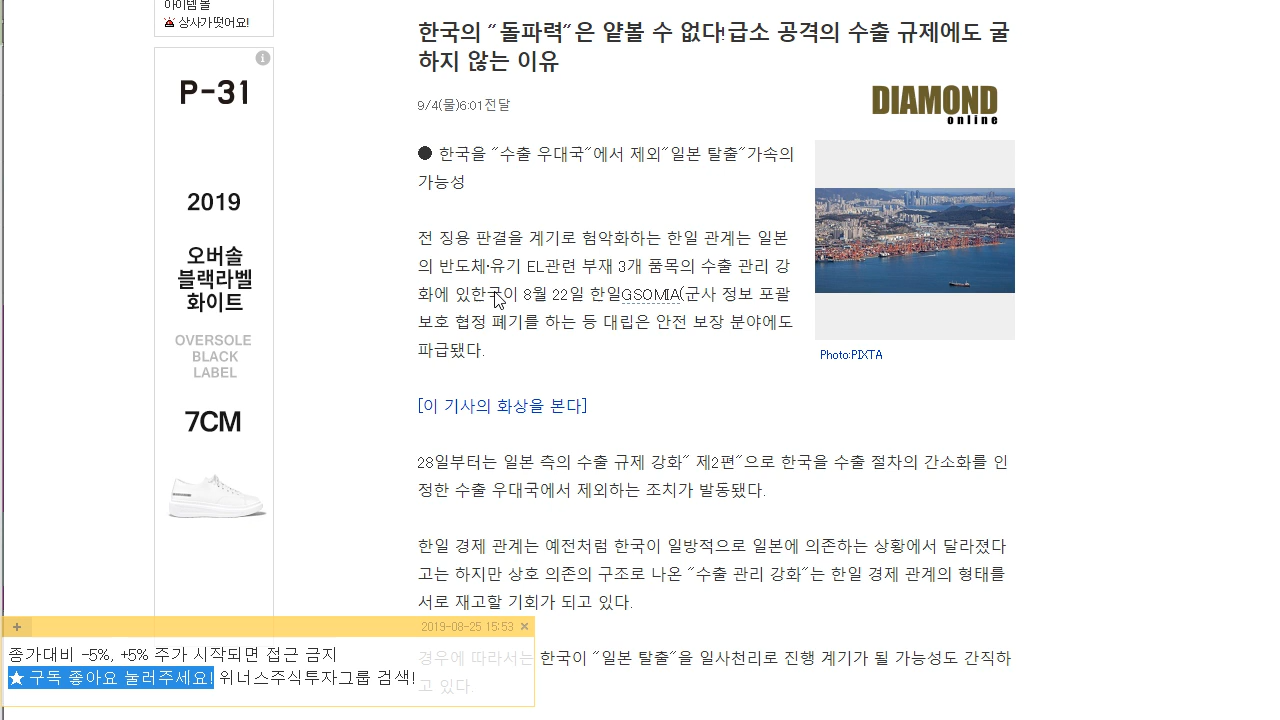 아이템몰
상사가 떳어요!
P-31
2019
오버솔
블랙라벨
화이트
OVERSOLE
BLACK
LABEL
7CM
한국의 "돌파력"은 얕볼 수 없다!급소 공격의 수출 규제에도 굴
하지 않는 이유
9/4(물)6:01전달
DIAMOND
online
● 한국을 "수출 우대국"에서 제외"일본 탈출"가속의
가능성
전 징용 판결을 계기로 험악화하는 한일 관계는 일본
의 반도체·유기 EL관련 부재 3개 품목의 수출 관리 강
화에 있한국이 8월 22일 한일GSOMIA(군사 정보 포괄
보호 협정 폐기를 하는 등 대립은 안전 보장 분야에도
파급됐다.
Photo:PIXTA
[이 기사의 화상을 본다]
28일부터는 일본 측의 수출 규제 강화" 제2편"으로 한국을 수출 절차의 간소화를 인
정한 수출 우대국에서 제외하는 조치가 발동됐다.
한일 경제 관계는 예전처럼 한국이 일방적으로 일본에 의존하는 상황에서 달라졌다
고는 하지만 상호 의존의 구조로 나온 "수출 관리 강화"는 한일 경제 관계의 형태를
서로 재고할 기회가 되고 있다.
경우에 따라서는 한국이 "일본 탈출"을 일사천리로 진행 계기가 될 가능성도 간직하
고 있다.
+ 2019-08-25 15:53 ×
종가대비 -5%, +5% 주가 시작되면 접근 금지
★ 구독 좋아요 눌러주세요! 위너스주식투자그룹 검색!